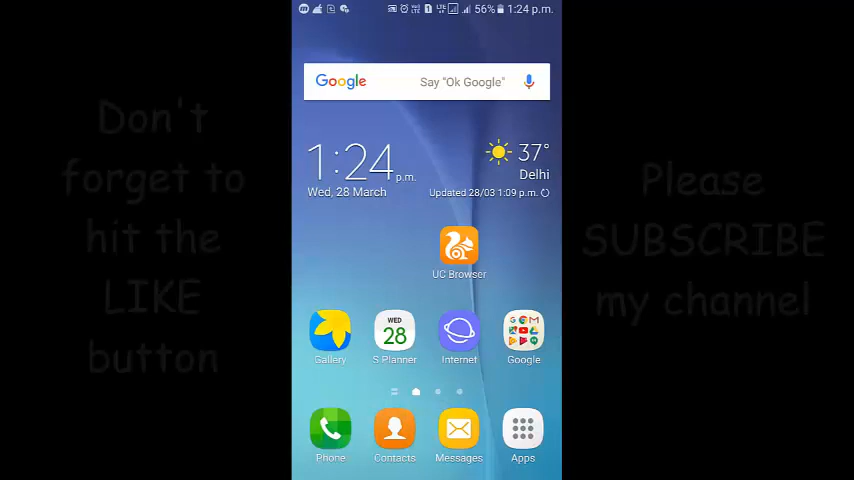 56% 1:24 p.m.
Google Say "Ok Google"
1:24 p.m.
Wed, 28 March
37°
Delhi
Updated 28/03 1:09 p.m.
UC Browser
WED
28
Gallery
S Planner
Internet
Google
Phone
Contacts
Messages
Apps
Don't
forget to
hit the
LIKE
button
Please
SUBSCRIBE
my channel